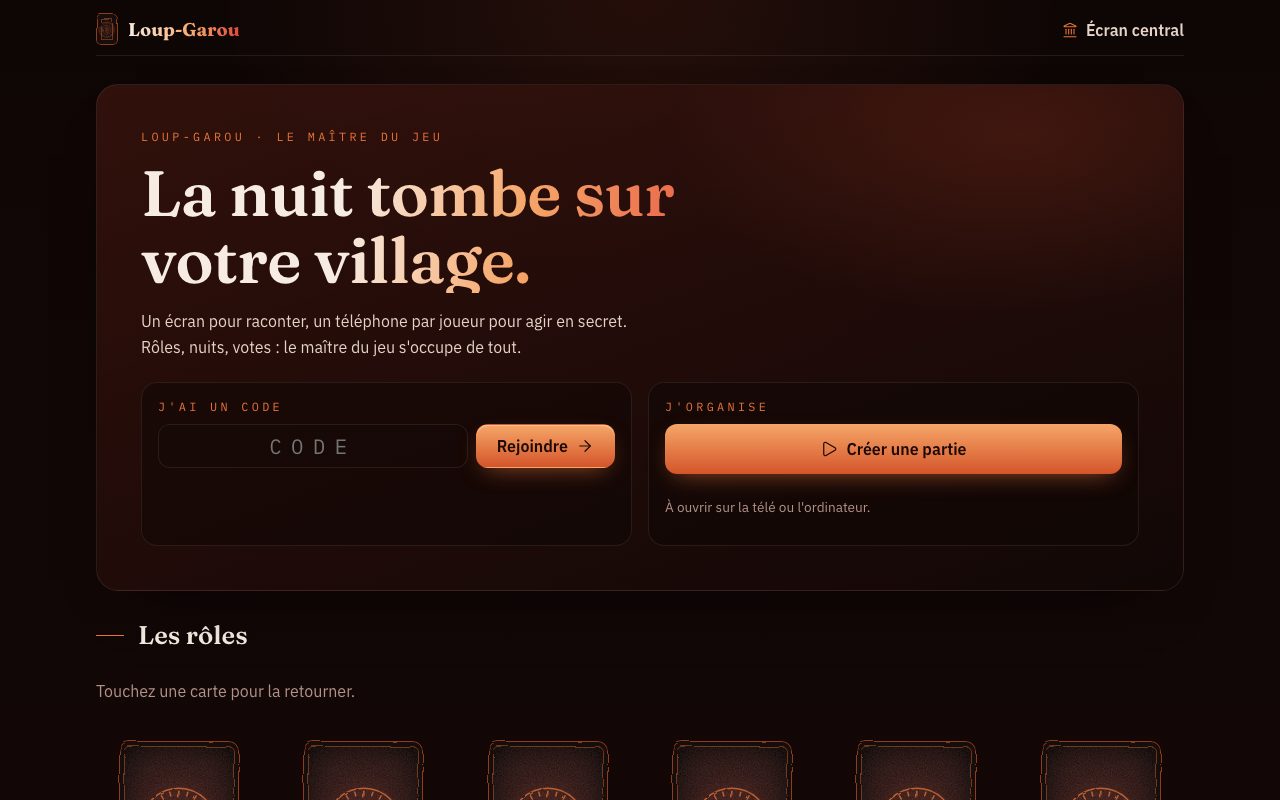 Loup-Garou
Écran central
LOUP-GAROU · LE MAÎTRE DU JEU
La nuit tombe sur
votre village.
Un écran pour raconter, un téléphone par joueur pour agir en secret.
Rôles, nuits, votes : le maître du jeu s'occupe de tout.
J'AI UN CODE
CODE
Rejoindre
J'ORGANISE
Créer une partie
À ouvrir sur la télé ou l'ordinateur.
Les rôles
Touchez une carte pour la retourner.